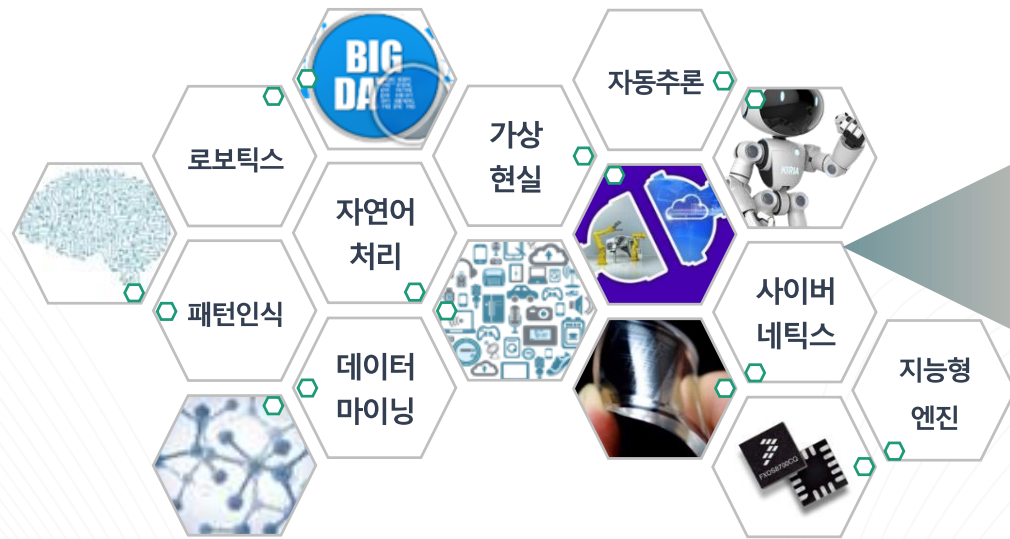 BIG
DA
자동추론
가상
현실
로보틱스
자연어
처리
사이버
네틱스
패턴인식
데이터
마이닝
지능형
엔진
FXOS8700CQ